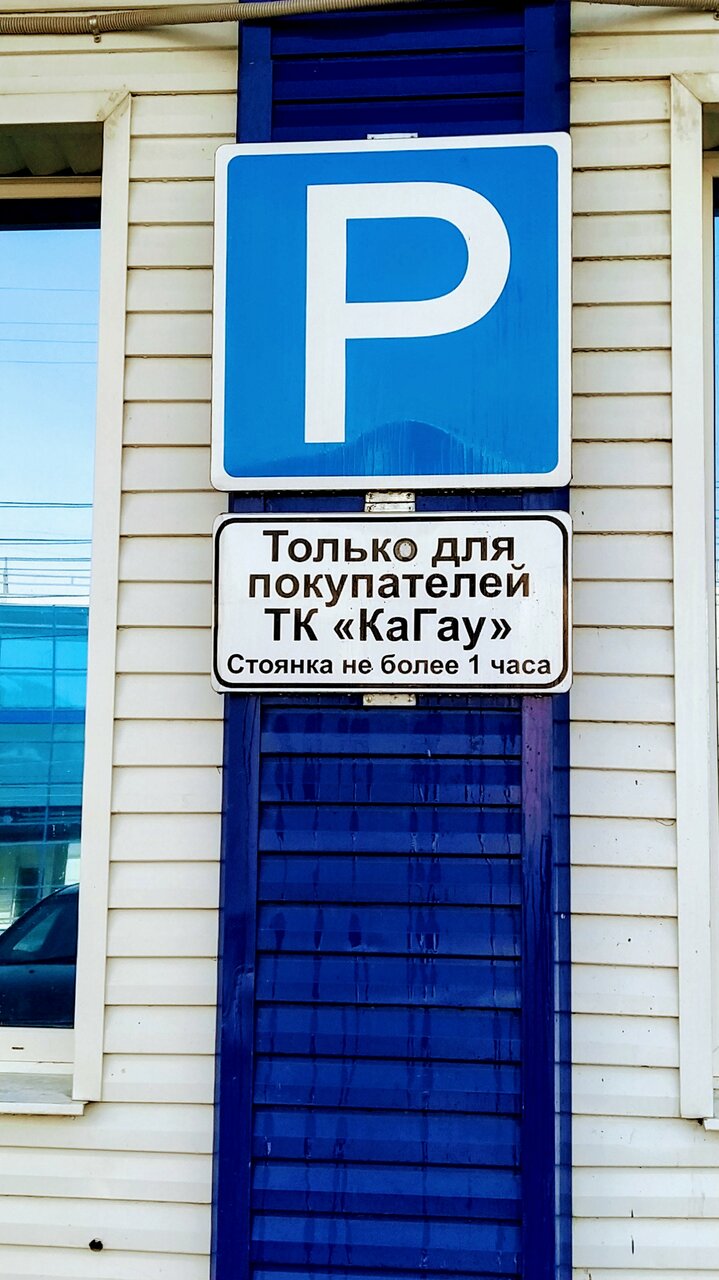 P
Только для
покупателей
ТК «КаГау»
Стоянка не более 1 часа